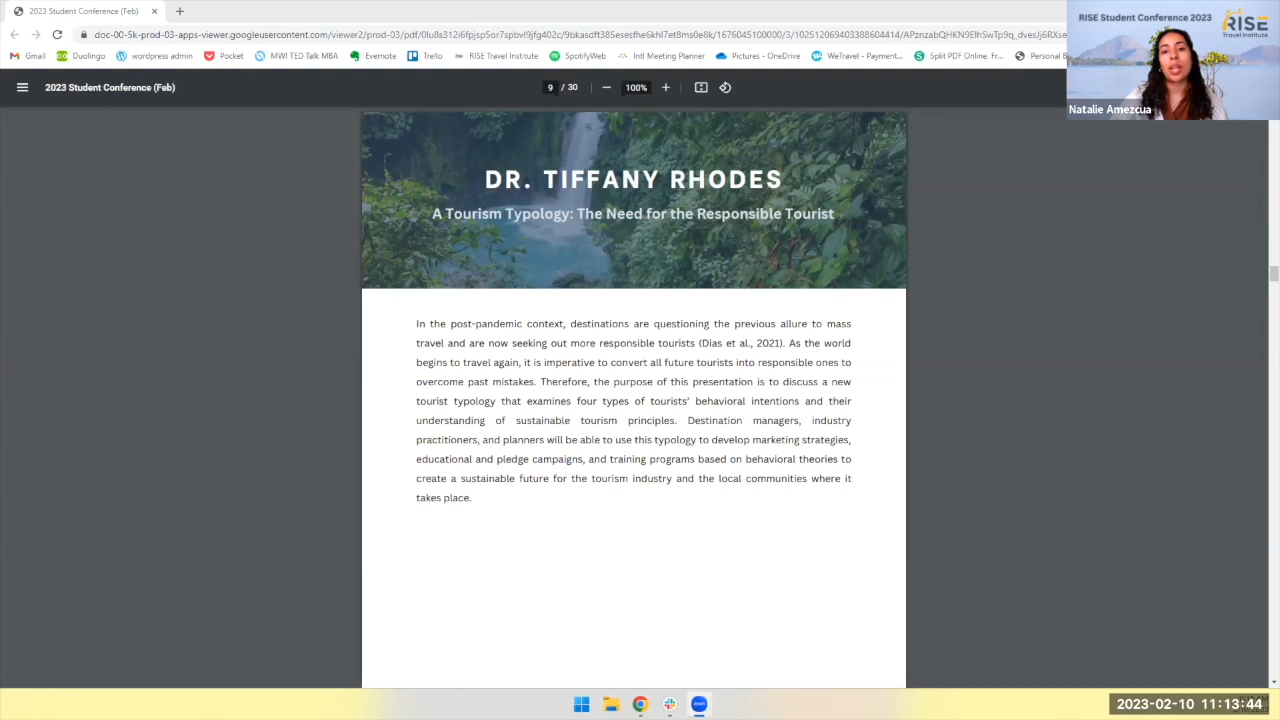 2023 Student Conference (Feb)
RISE Student Conference 2023
RISE
Travel Institute
Natalie Amezcua
Gmail
Duolingo
wordpress admin
Pocket
MWI TED Talk MBA
Trello
Evernote
RISE Travel Institute
SpotifyWeb
Intl Meeting Planner
Pictures - OneDrive
WeTravel - Payment...
Split PDF Online. Fr...
Personal B
2023 Student Conference (Feb)
9 / 30
100%
DR. TIFFANY RHODES
A Tourism Typology: The Need for the Responsible Tourist
In the post-pandemic context, destinations are questioning the previous allure to mass
travel and are now seeking out more responsible tourists (Dias et al., 2021). As the world
begins to travel again, it is imperative to convert all future tourists into responsible ones to
overcome past mistakes. Therefore, the purpose of this presentation is to discuss a new
tourist typology that examines four types of tourists' behavioral intentions and their
understanding of sustainable tourism principles. Destination managers, industry
practitioners, and planners will be able to use this typology to develop marketing strategies,
educational and pledge campaigns, and training programs based on behavioral theories to
create a sustainable future for the tourism industry and the local communities where it
takes place.
zoom
2023-02-10 11:13:44